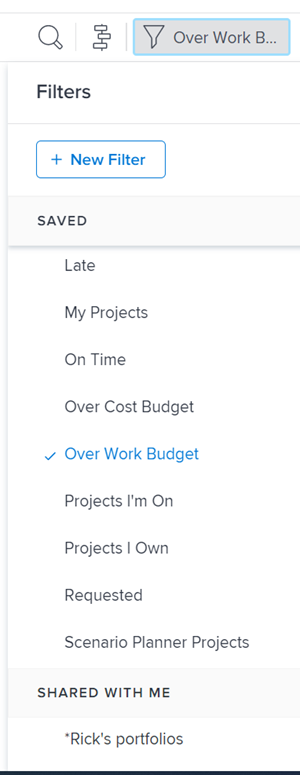 Over Work B...
Filters
+ New Filter
SAVED
Late
My Projects
On Time
Over Cost Budget
Over Work Budget
Projects I'm On
Projects I Own
Requested
Scenario Planner Projects
SHARED WITH ME
*Rick's portfolios